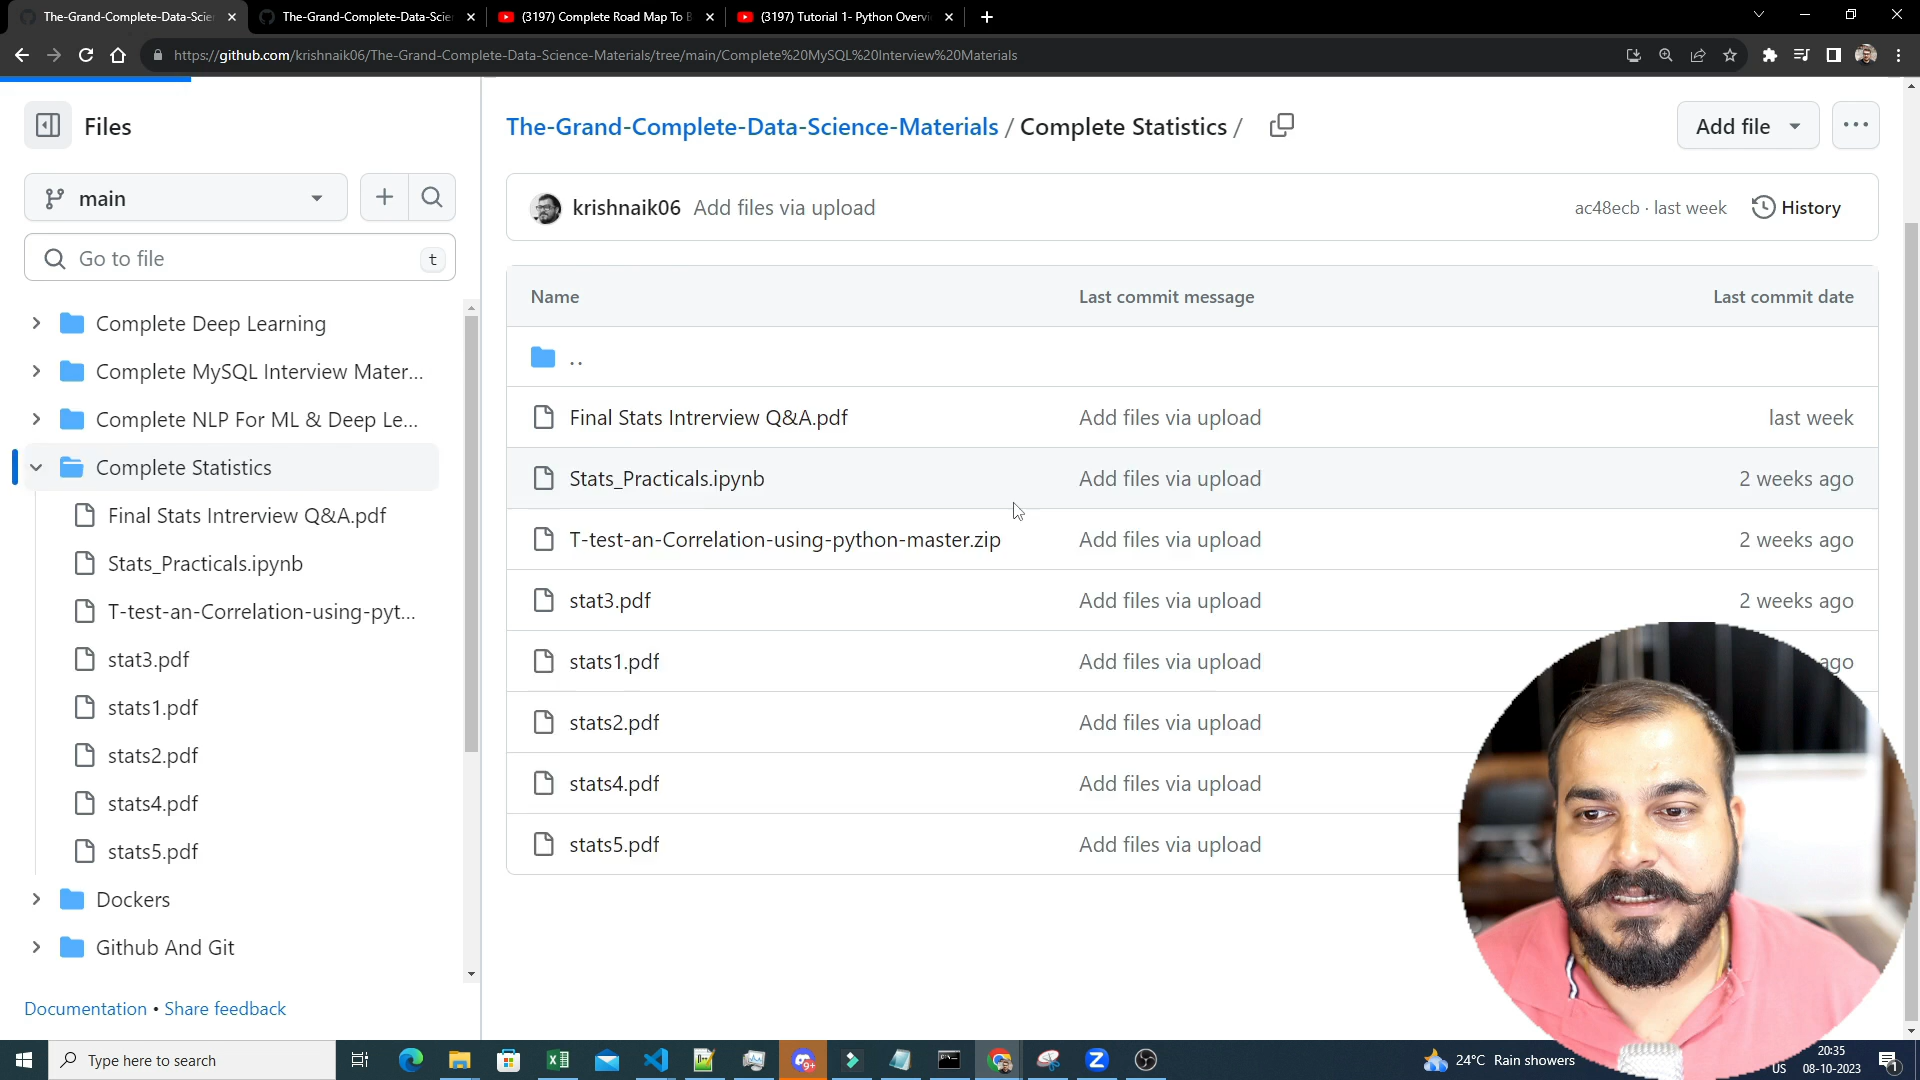 The-Grand-Complete-Data-Scie
The-Grand-Complete-Data-Scie
(3197) Complete Road Map To B
(3197) Tutorial 1- Python Overvi
https://github.com/krishnaik06/The-Grand-Complete-Data-Science-Materials/tree/main/Complete%20MySQL%20Interview%20Materials
Files
main
Go to file
t
Complete Deep Learning
Complete MySQL Interview Mater...
Complete NLP For ML & Deep Le...
Complete Statistics
Final Stats Intrerview Q&A.pdf
Stats_Practicals.ipynb
T-test-an-Correlation-using-pyt...
stat3.pdf
stats1.pdf
stats2.pdf
stats4.pdf
stats5.pdf
Dockers
Github And Git
Documentation • Share feedback
The-Grand-Complete-Data-Science-Materials / Complete Statistics /
Add file
krishnaik06 Add files via upload
ac48ecb · last week
History
Name Last commit message Last commit date
..
Final Stats Intrerview Q&A.pdf Add files via upload last week
Stats_Practicals.ipynb Add files via upload 2 weeks ago
T-test-an-Correlation-using-python-master.zip Add files via upload 2 weeks ago
stat3.pdf Add files via upload 2 weeks ago
stats1.pdf Add files via upload ago
stats2.pdf Add files via upload
stats4.pdf Add files via upload
stats5.pdf Add files via upload
Type here to search
9+
24°C Rain showers
US
20:35
08-10-2023
1